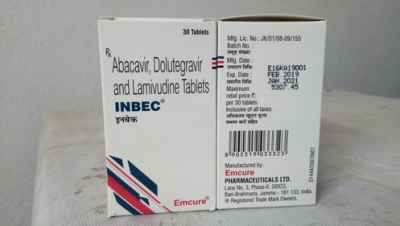 30 Tablets
Rx
Abacavir, Dolutegravir
and Lamivudine Tablets
INBEC®
इनबेक
Emcure®
Mfg. Lic. No.: JK/01/08-09/155
Batch No. :
Mfg. Date : E16KA19001
Exp. Date FEB 2019
JAN. 2021
Maximum 9307.45
retail price ₹
per 30 tablets
Inclusive of all taxes
Manufactured by:
Emcure
PHARMACEUTICALS LTD.
Lane No. 3, Phase-II, SIDCO,
Bari-Brahmana, Jammu - 181 133, India.
® Registered Trade Mark Owners.